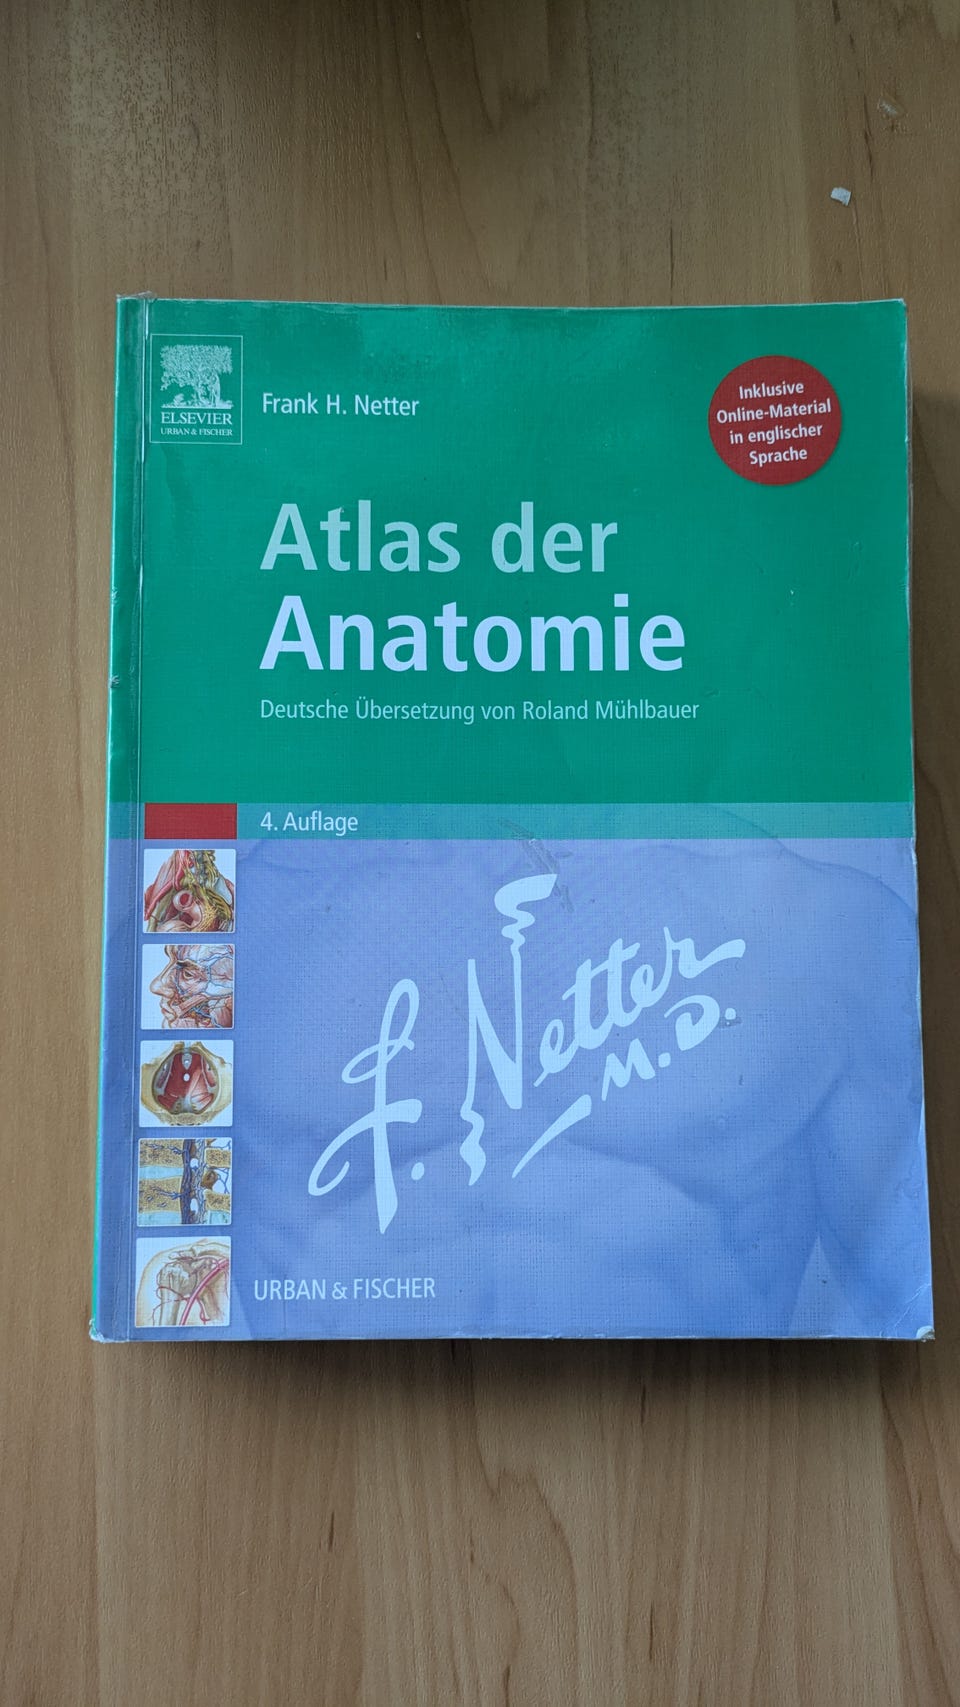 ELSEVIER
URBAN & FISCHER
Frank H. Netter
Inklusive
Online-Material
in englischer
Sprache
Atlas der
Anatomie
Deutsche Übersetzung von Roland Mühlbauer
4. Auflage
F. Netter
M.D.
URBAN & FISCHER